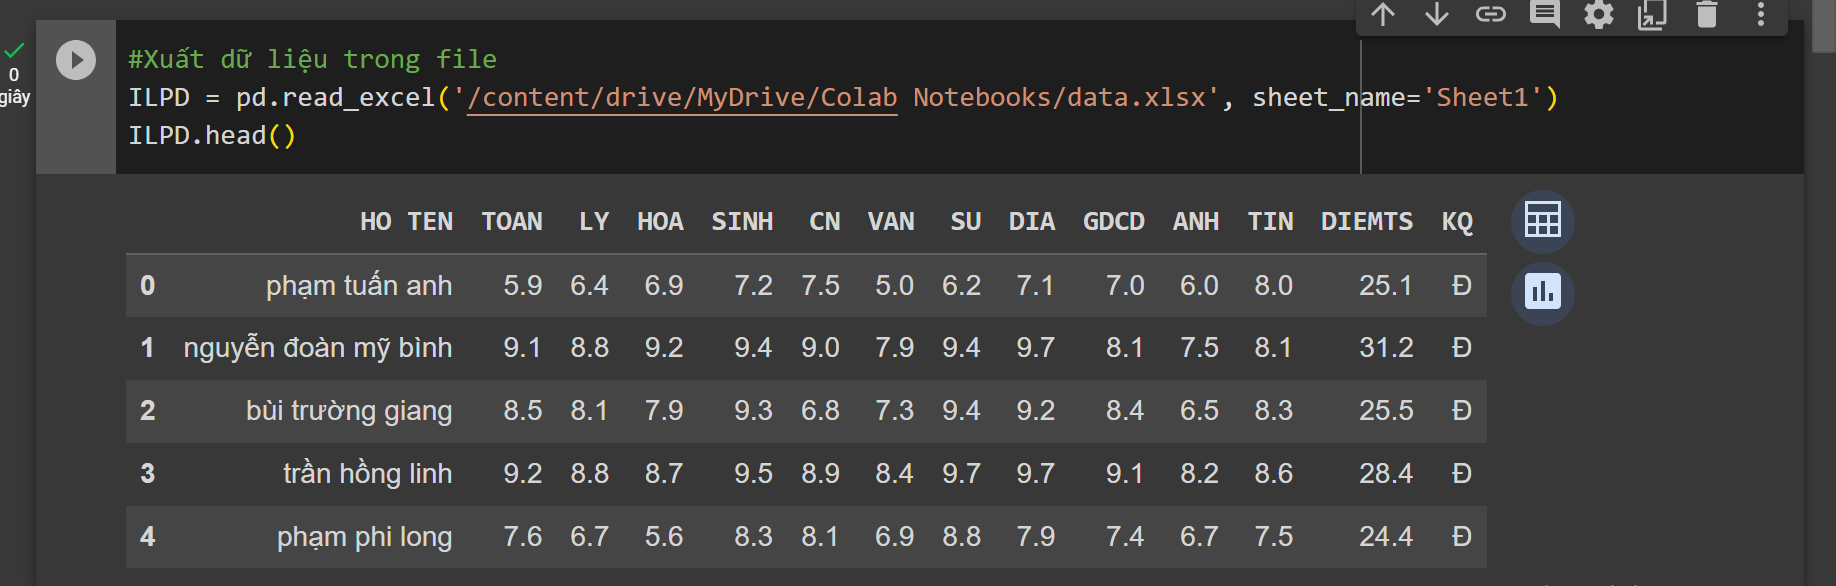 #Xuất dữ liệu trong file
0
giây
ILPD = pd.read_excel('/content/drive/MyDrive/Colab Notebooks/data.xlsx', sheet_name='Sheet1')
ILPD.head()
HO TEN TOAN LY HOA SINH CN VAN SU DIA GDCD ANH TIN DIEMTS KQ
0 phạm tuấn anh 5.9 6.4 6.9 7.2 7.5 5.0 6.2 7.1 7.0 6.0 8.0 25.1 Đ
1 nguyễn đoàn mỹ bình 9.1 8.8 9.2 9.4 9.0 7.9 9.4 9.7 8.1 7.5 8.1 31.2 Đ
2 bùi trường giang 8.5 8.1 7.9 9.3 6.8 7.3 9.4 9.2 8.4 6.5 8.3 25.5 Đ
3 trần hồng linh 9.2 8.8 8.7 9.5 8.9 8.4 9.7 9.7 9.1 8.2 8.6 28.4 Đ
4 phạm phi long 7.6 6.7 5.6 8.3 8.1 6.9 8.8 7.9 7.4 6.7 7.5 24.4 Đ